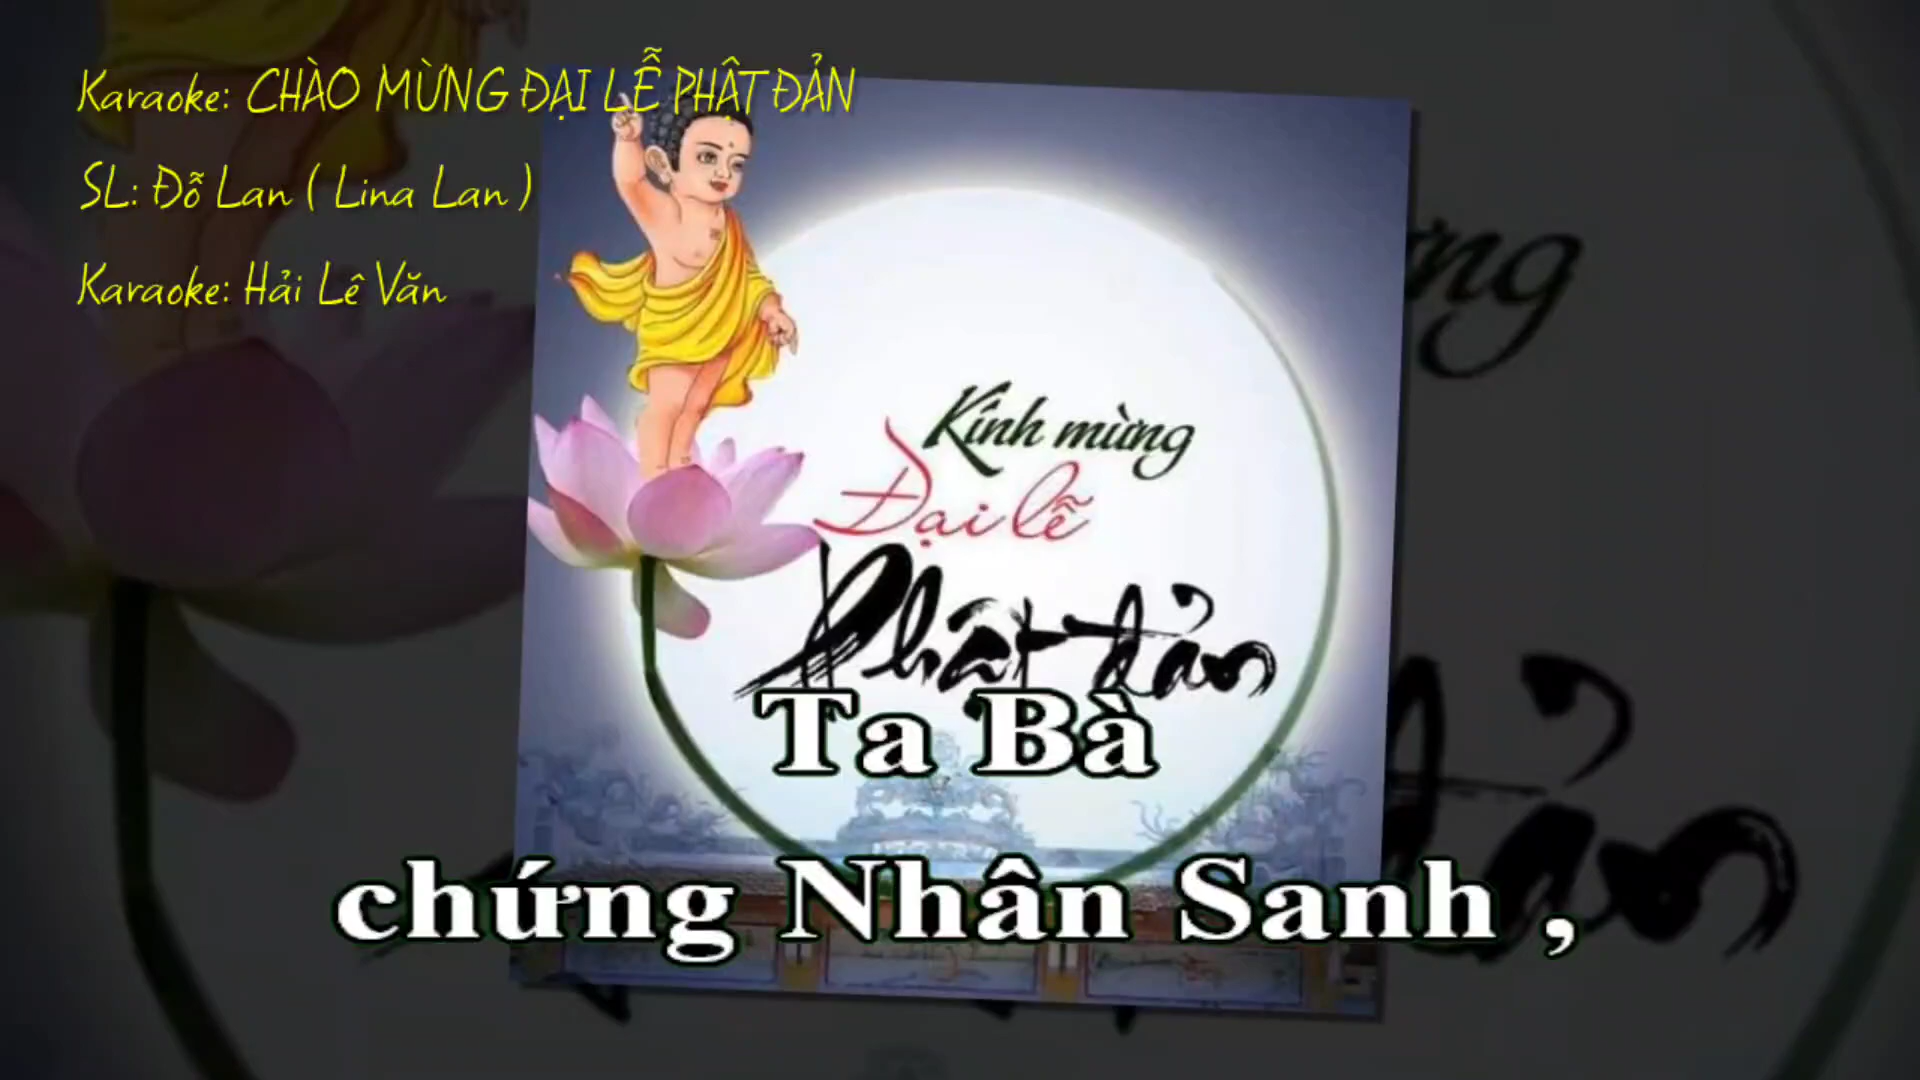 Karaoke: CHÀO MỪNG ĐẠI LỄ PHẬT ĐẢN
SL: Đỗ Lan ( Lina Lan )
Karaoke: Hải Lê Văn
Kính mừng
Đại lễ
Phật đản
Ta Bà
chứng Nhân Sanh ,